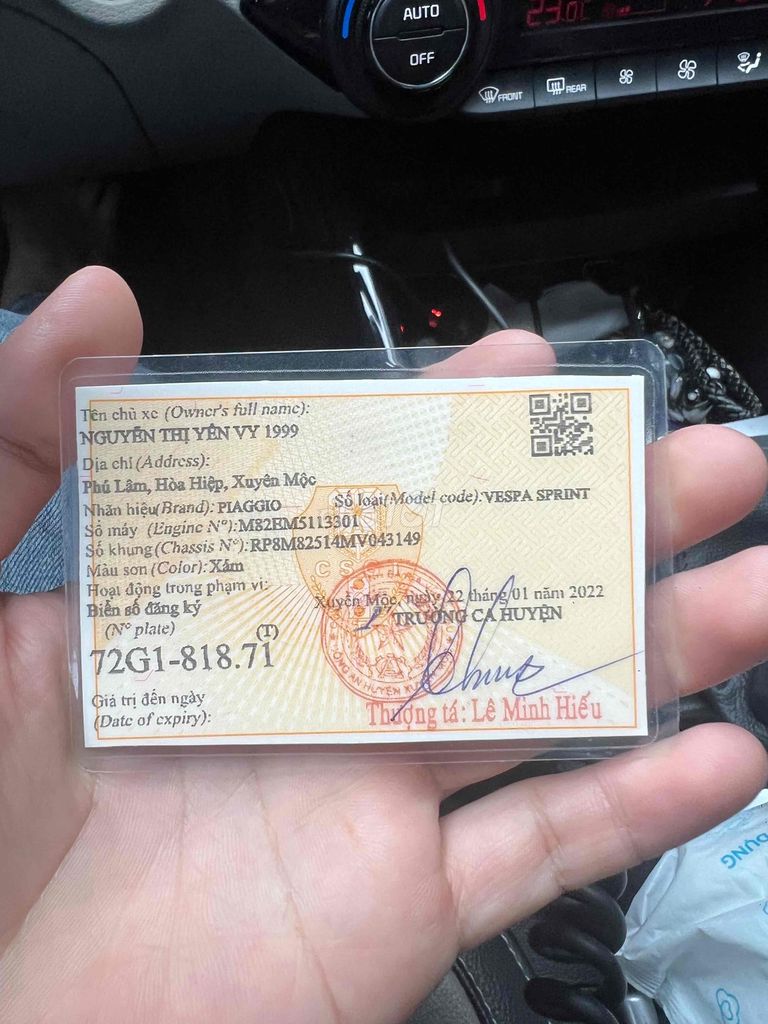 AUTO
OFF
FRONT
REAR
Tên chủ xe (Owner's full name):
NGUYỄN THỊ YẾN VY 1999
Địa chỉ (Address):
Phú Lâm, Hòa Hiệp, Xuyên Mộc
Nhãn hiệu(Brand): PIAGGIO Số loại(Model code):VESPA SPRINT
Số máy (Engine N°):M82EM5113301
Số khung(Chassis N°):RP8M82514MV043149
Màu sơn (Color): Xám
Hoạt động trong phạm vi:
Xuyên Mộc, ngày 22 tháng 01 năm 2022
Biển số đăng ký
TRƯỞNG CA HUYỆN
(N° plate)
(T)
72G1-818.71
Giá trị đến ngày
(Date of expiry):
Thượng tá: Lê Minh Hiếu
DỤNG